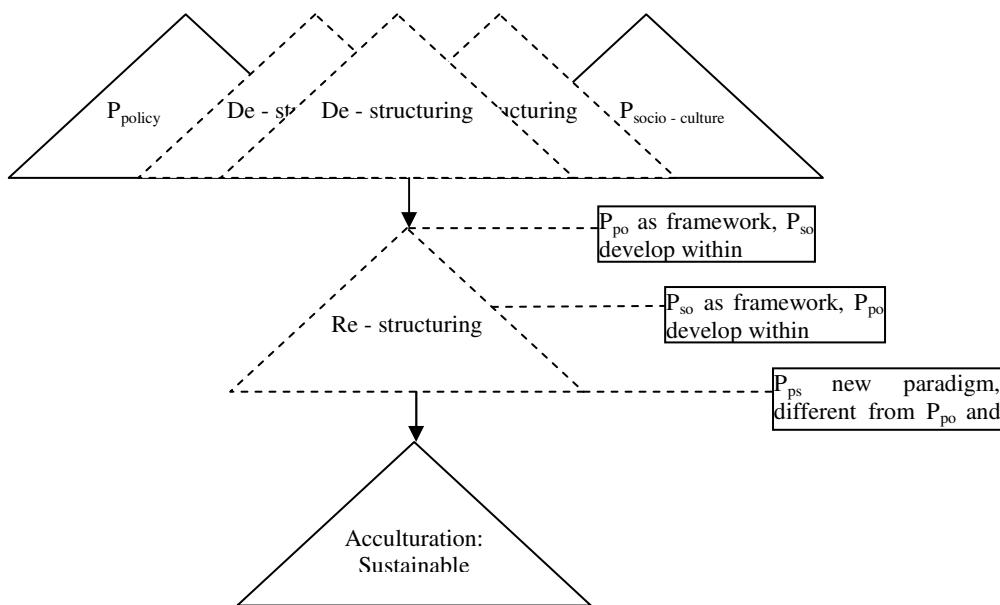 P_policy
De - st
De - structuring
ucturing
P_socio - culture
P_po as framework, P_so
develop within
Re - structuring
P_so as framework, P_po
develop within
P_ps new paradigm,
different from P_po and
Acculturation:
Sustainable